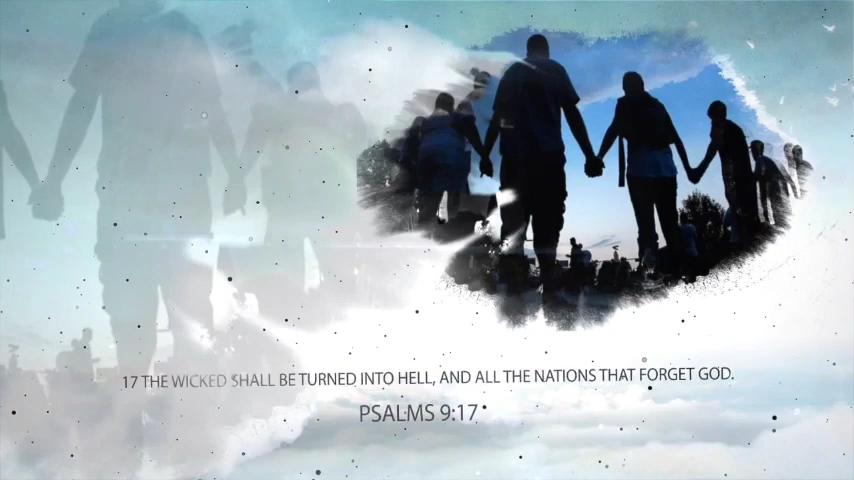 17 THE WICKED SHALL BE TURNED INTO HELL, AND ALL THE NATIONS THAT FORGET GOD.
PSALMS 9:17